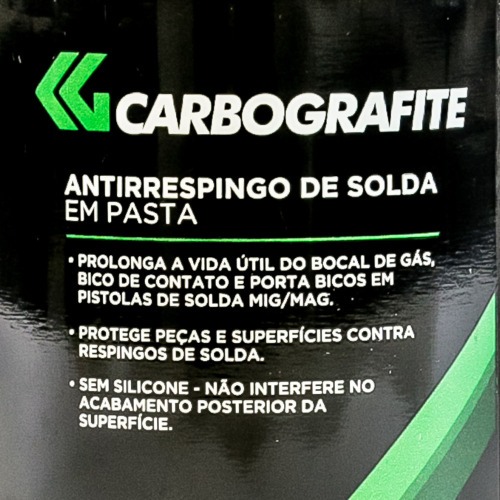 CARBOGRAFITE
ANTIRRESPINGO DE SOLDA
EM PASTA
• PROLONGA A VIDA ÚTIL DO BOCAL DE GÁS,
BICO DE CONTATO E PORTA BICOS EM
PISTOLAS DE SOLDA MIG/MAG.
• PROTEGE PEÇAS E SUPERFÍCIES CONTRA
RESPINGOS DE SOLDA.
• SEM SILICONE - NÃO INTERFERE NO
ACABAMENTO POSTERIOR DA
SUPERFÍCIE.